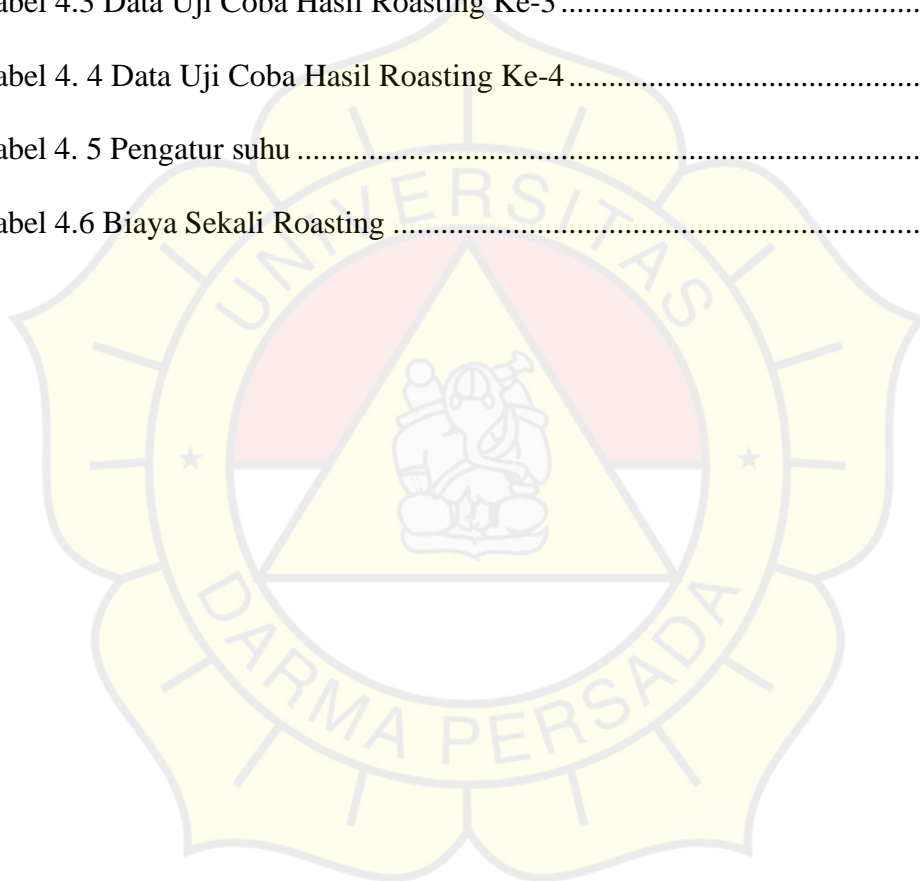 abel 4.3 Data Uji Coba Hasil Roasting Ke-3 ............................................
abel 4. 4 Data Uji Coba Hasil Roasting Ke-4 ............................................
abel 4. 5 Pengatur suhu ............................................................................
abel 4.6 Biaya Sekali Roasting .................................................................
UNIVERSITAS
DARMA PERSADA